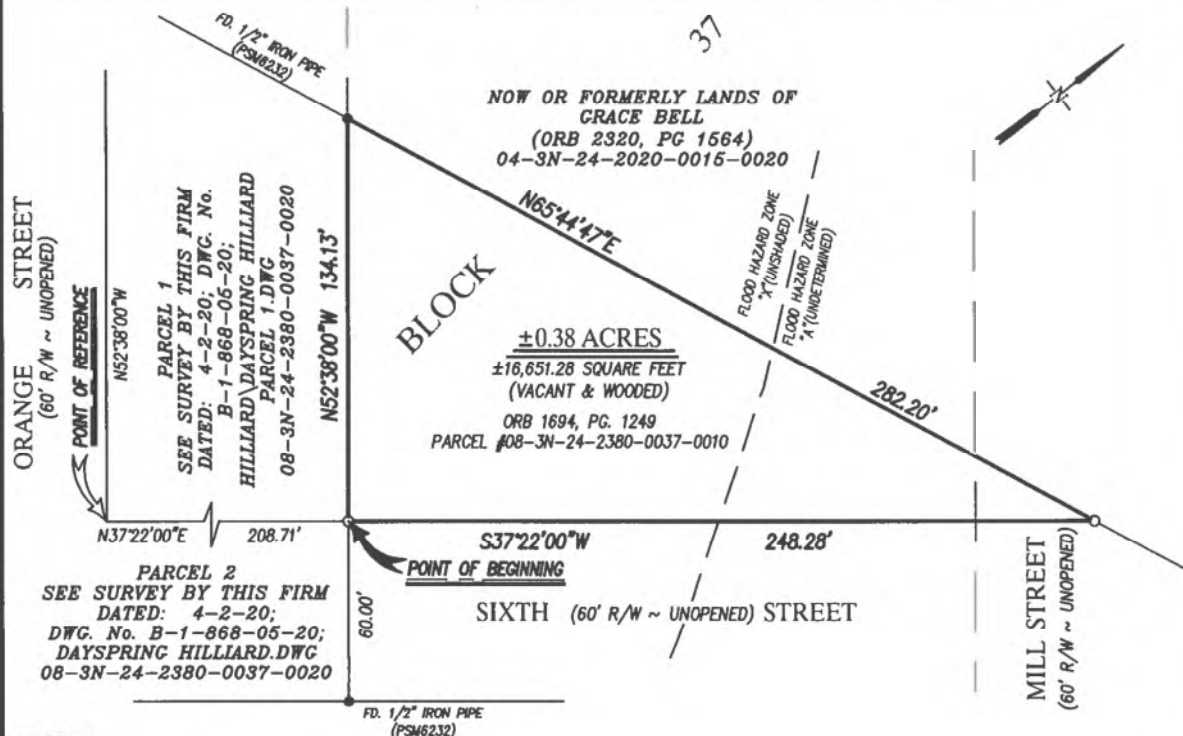 FD. 1/2" IRON PIPE
(PSM6232)
37
NOW OR FORMERLY LANDS OF
GRACE BELL
(ORB 2320, PG 1564)
04-3N-24-2020-0015-0020
N
ORANGE STREET
(60' R/W ~ UNOPENED)
POINT OF REFERENCE
N52°38'00"W
PARCEL 1
SEE SURVEY BY THIS FIRM
DATED: 4-2-20; DWG. No.
B-1-868-05-20;
HILLIARD\DAYSPRING HILLIARD
PARCEL 1.DWG
08-3N-24-2380-0037-0020
N52°38'00"W 134.13'
BLOCK
N65°44'47"E
282.20'
FLOOD HAZARD ZONE
"X"(UNSHADED)
FLOOD HAZARD ZONE
"A"(UNDETERMINED)
±0.38 ACRES
±16,651.28 SQUARE FEET
(VACANT & WOODED)
ORB 1694, PG. 1249
PARCEL #08-3N-24-2380-0037-0010
N37°22'00"E 208.71'
S37°22'00"W 248.28'
POINT OF BEGINNING
PARCEL 2
SEE SURVEY BY THIS FIRM
DATED: 4-2-20;
DWG. No. B-1-868-05-20;
DAYSPRING HILLIARD.DWG
08-3N-24-2380-0037-0020
60.00'
SIXTH (60' R/W ~ UNOPENED) STREET
MILL STREET
(60' R/W ~ UNOPENED)
FD. 1/2" IRON PIPE
(PSM6232)